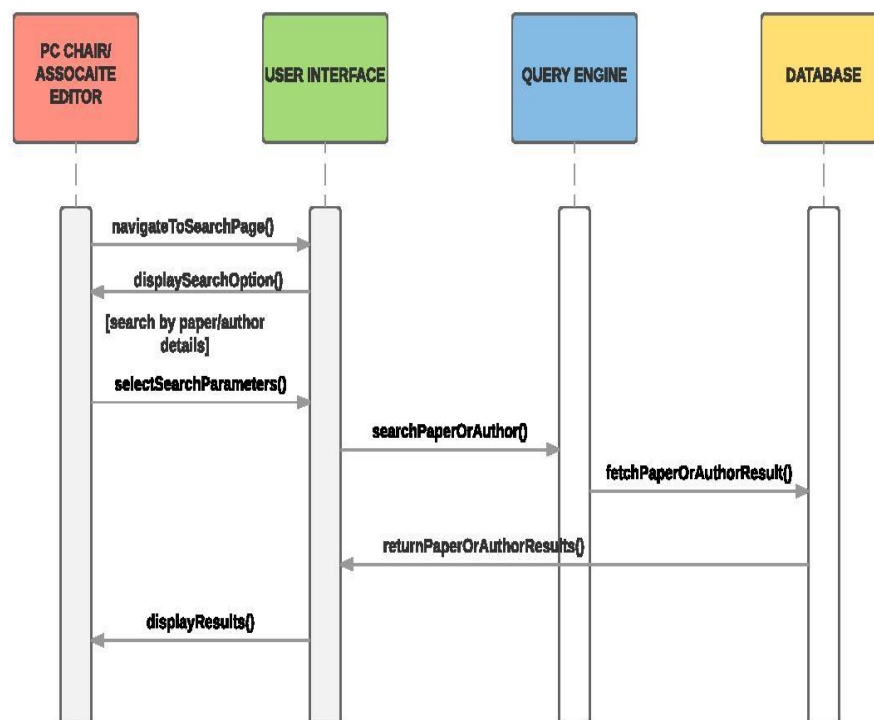 PC CHAIR/
ASSOCAITE
EDITOR
USER INTERFACE
QUERY ENGINE
DATABASE
navigateToSearchPage()
displaySearchOption()
[search by paper/author
details]
selectSearchParameters()
searchPaperOrAuthor()
fetchPaperOrAuthorResult()
returnPaperOrAuthorResults()
displayResults()